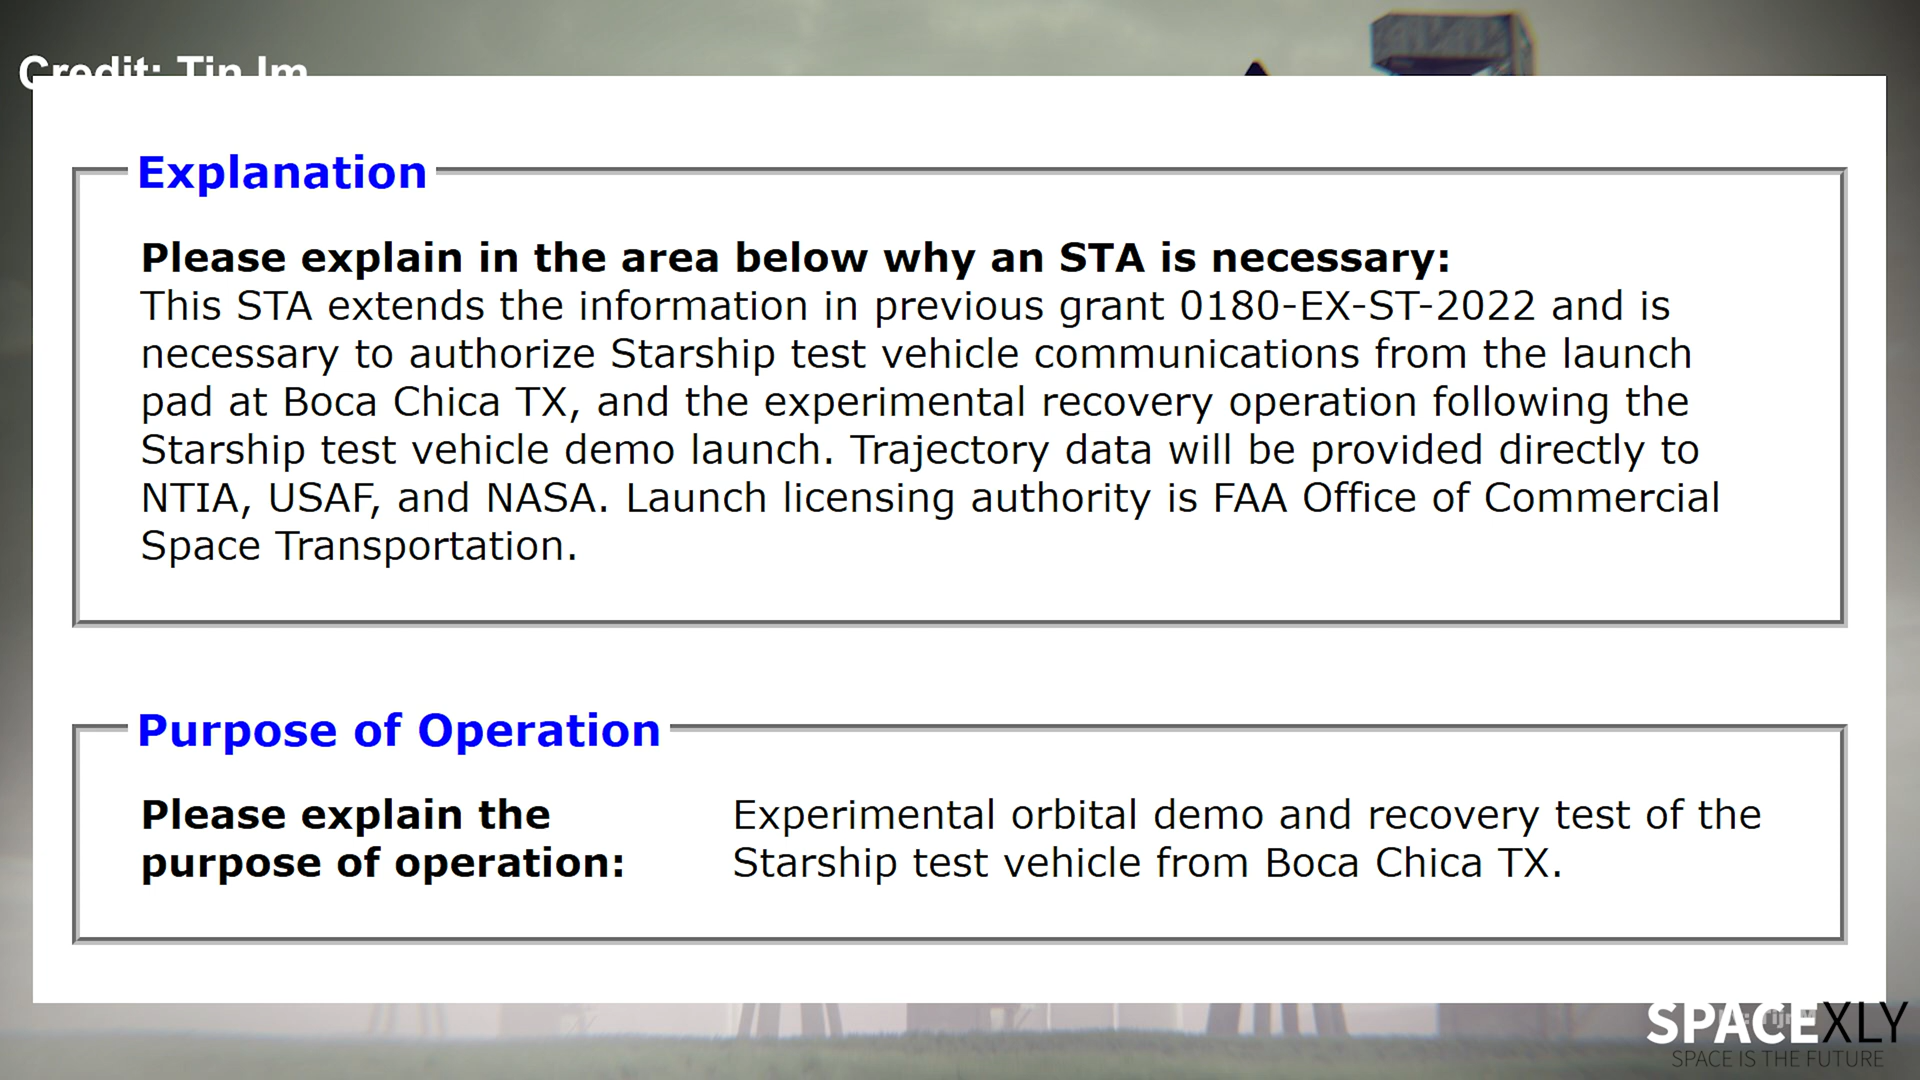 Credit: Tin Im
Explanation
Please explain in the area below why an STA is necessary:
This STA extends the information in previous grant 0180-EX-ST-2022 and is
necessary to authorize Starship test vehicle communications from the launch
pad at Boca Chica TX, and the experimental recovery operation following the
Starship test vehicle demo launch. Trajectory data will be provided directly to
NTIA, USAF, and NASA. Launch licensing authority is FAA Office of Commercial
Space Transportation.
Purpose of Operation
Please explain the
purpose of operation:
Experimental orbital demo and recovery test of the
Starship test vehicle from Boca Chica TX.
SPACEXLY
SPACE IS THE FUTURE